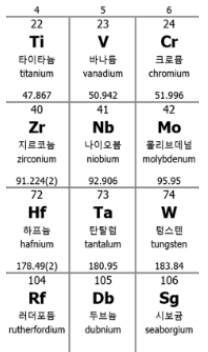 4 5 6
22 23 24
Ti V Cr
타이타늄 바나듐 크로뮴
titanium vanadium chromium
47.867 50.942 51.996
40 41 42
Zr Nb Mo
지르코늄 나이오븀 몰리브데넘
zirconium niobium molybdenum
91.224(2) 92.906 95.95
72 73 74
Hf Ta W
하프늄 탄탈럼 텅스텐
hafnium tantalum tungsten
178.49(2) 180.95 183.84
104 105 106
Rf Db Sg
러더포듐 두브늄 시보귬
rutherfordium dubnium seaborgium